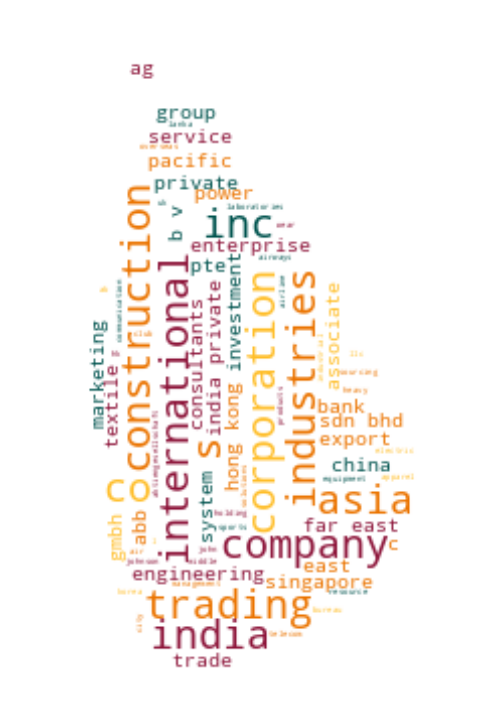 ag
group
lanka
service
overseas
pacific
private
power
laboratories
b v
inc
wear
enterprise
airways
pte
construction
international
investment
corporation
industries
airline
associate
communication
consultants
india private
marketing
textile
club
llc
sourcing
heavy
products
bank
sdn bhd
export
hong kong
s
co
aktiengesellschaft
electric
china
equipment
apparel
system
solutions
asia
gmbh
abb
holding
sports
far east
company
c
air
john
johnson
middle
engineering
east
singapore
management
resource
korea
trading
bureau
city
india
telecom
trade